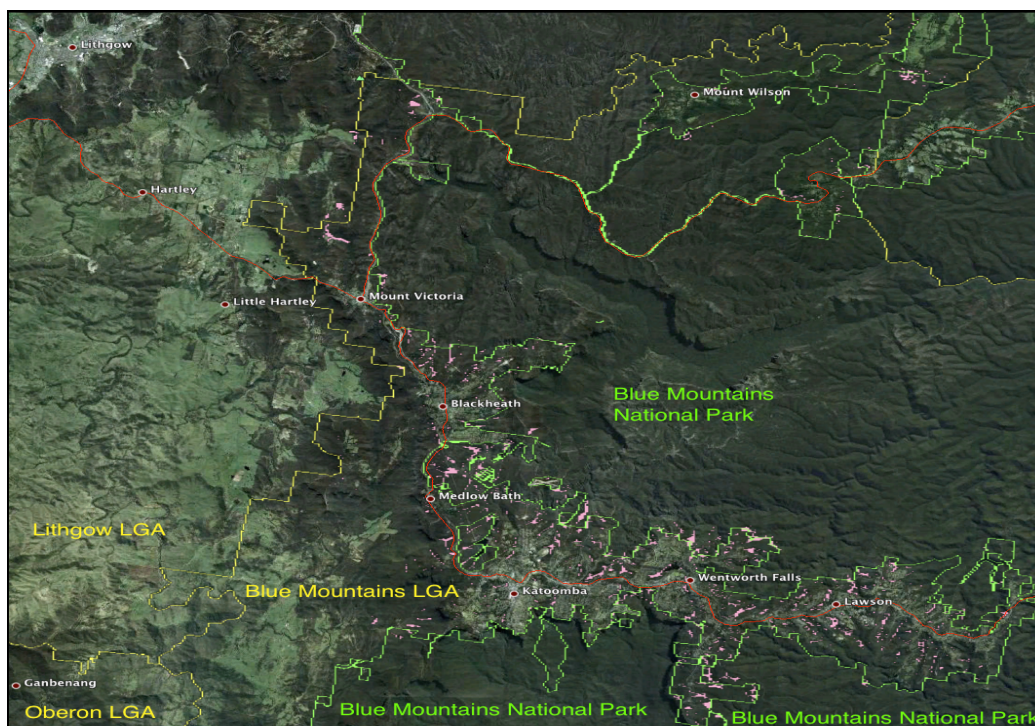 Lithgow
Mount Wilson
Hartley
Mount Victoria
Little Hartley
Blue Mountains
National Park
Blackheath
Medlow Bath
Lithgow LGA
Blue Mountains LGA
Wentworth Falls
Katoomba
Lawson
Ganbenang
Oberon LGA
Blue Mountains National Park
Blue Mountains National Park